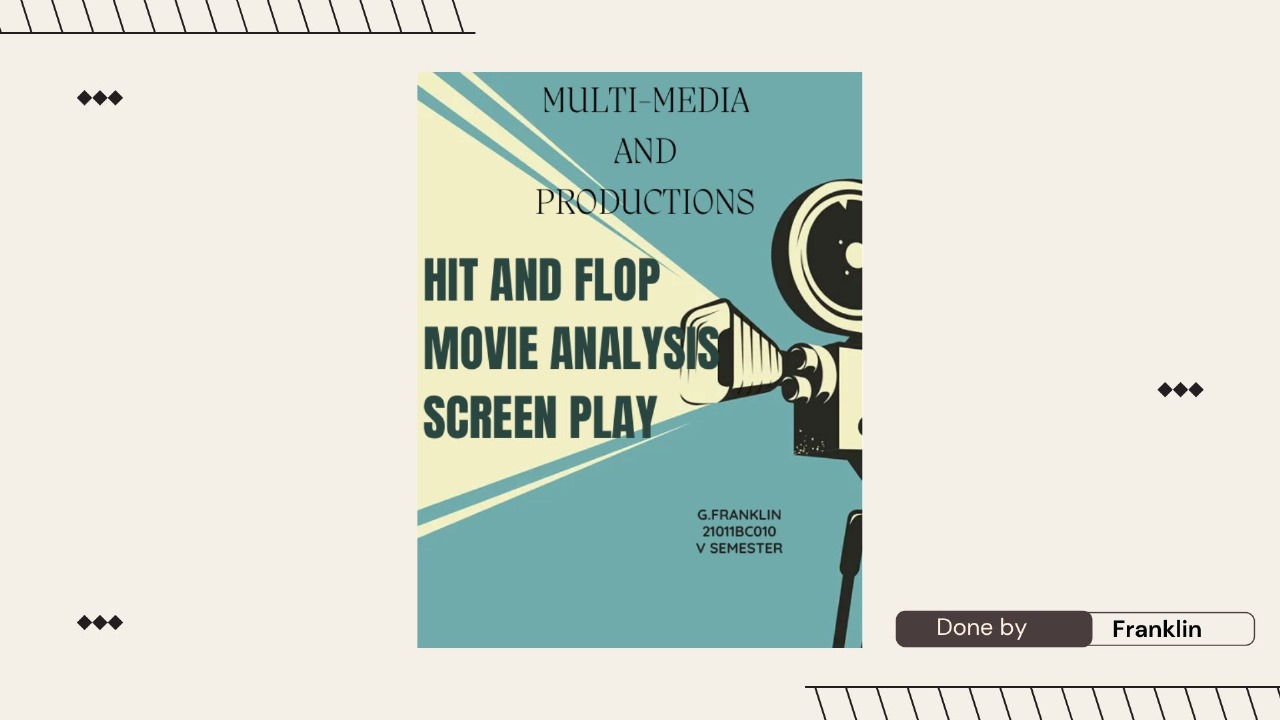 MULTI-MEDIA
AND
PRODUCTIONS
HIT AND FLOP
MOVIE ANALYSIS
SCREEN PLAY
G.FRANKLIN
21011BC010
V SEMESTER
Done by Franklin